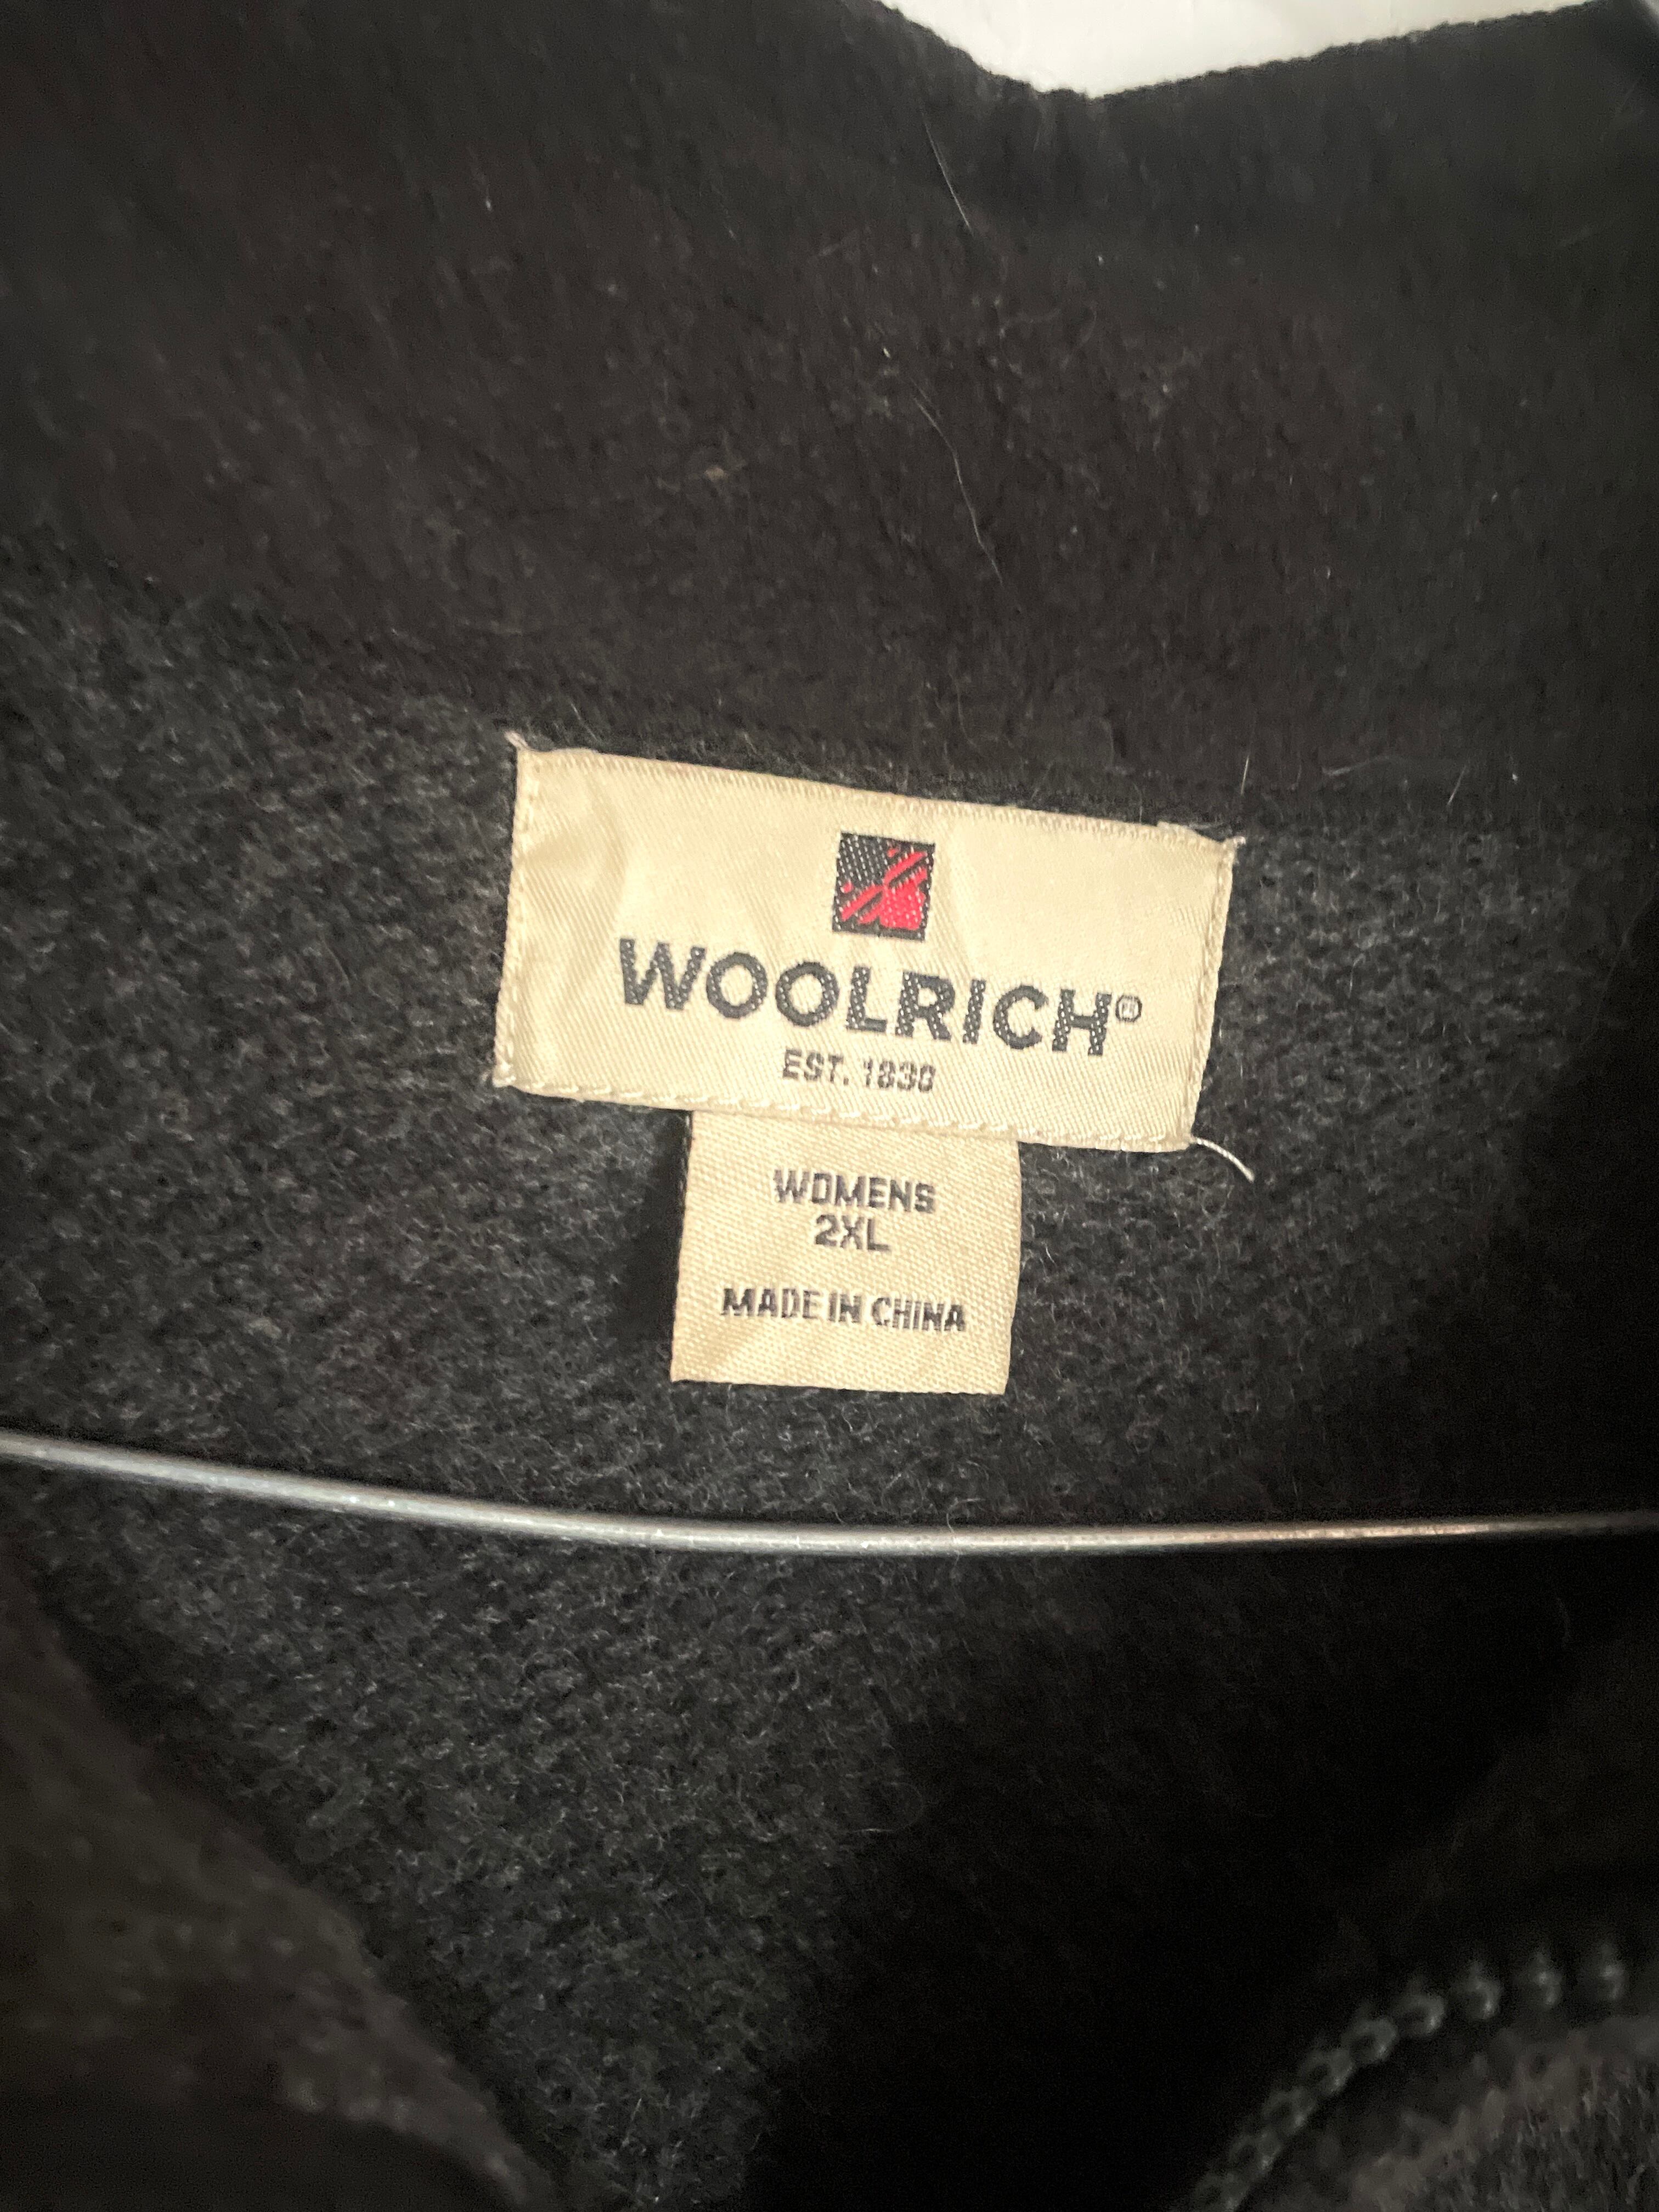 WOOLRICH®
EST. 1830
WOMENS
2XL
MADE IN CHINA